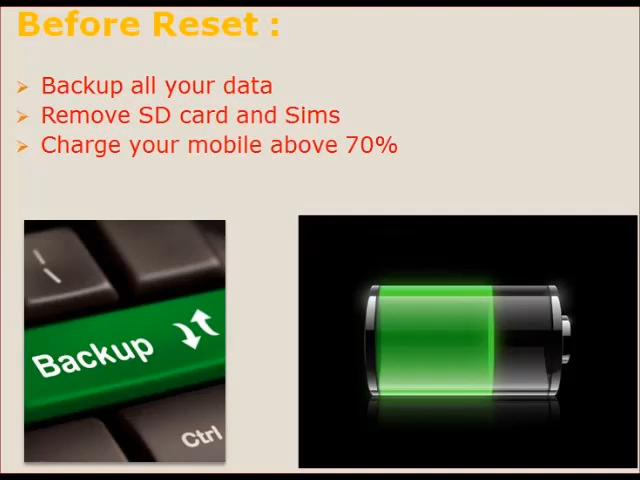 Before Reset :
Backup all your data
Remove SD card and Sims
Charge your mobile above 70%
Backup
Ctrl